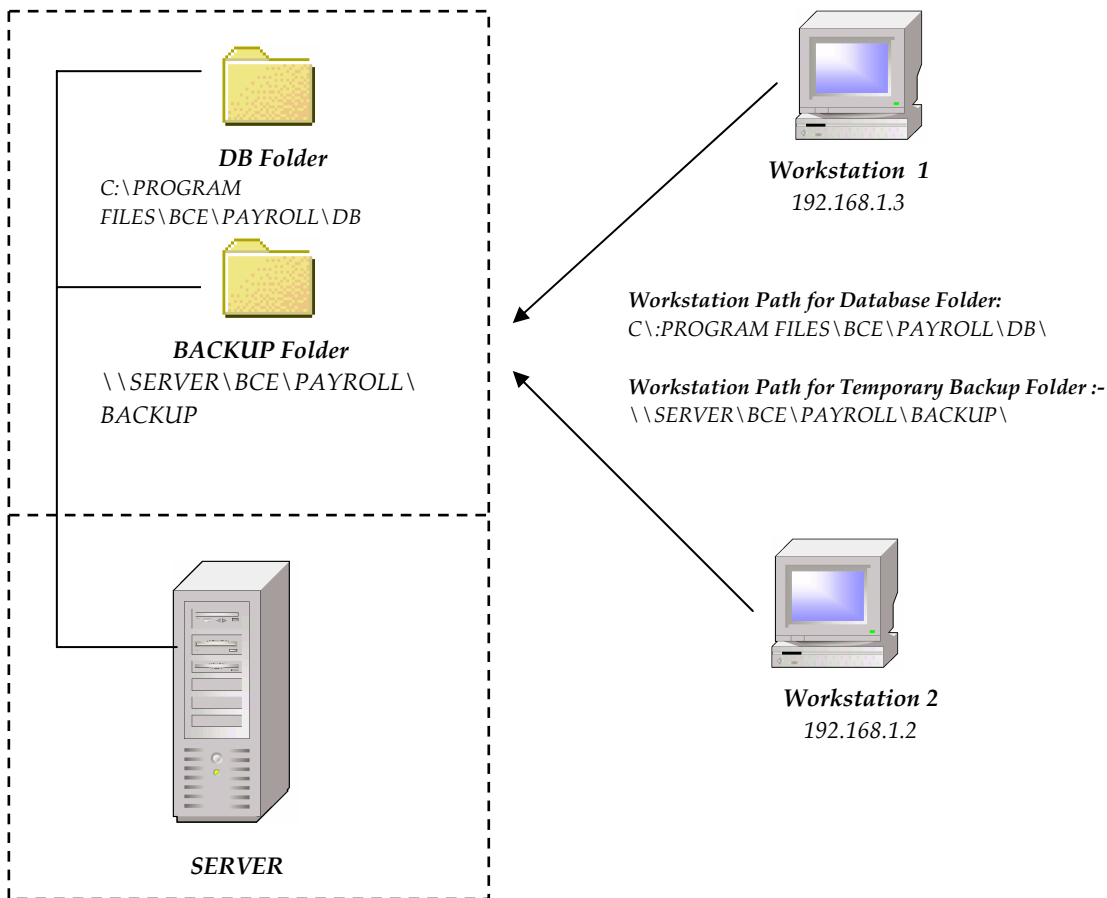 DB Folder
C:\PROGRAM
FILES\BCE\PAYROLL\DB
BACKUP Folder
\\SERVER\BCE\PAYROLL\
BACKUP
SERVER
Workstation 1
192.168.1.3
Workstation Path for Database Folder:
C\:PROGRAM FILES\BCE\PAYROLL\DB\
Workstation Path for Temporary Backup Folder :-
\\SERVER\BCE\PAYROLL\BACKUP\
Workstation 2
192.168.1.2